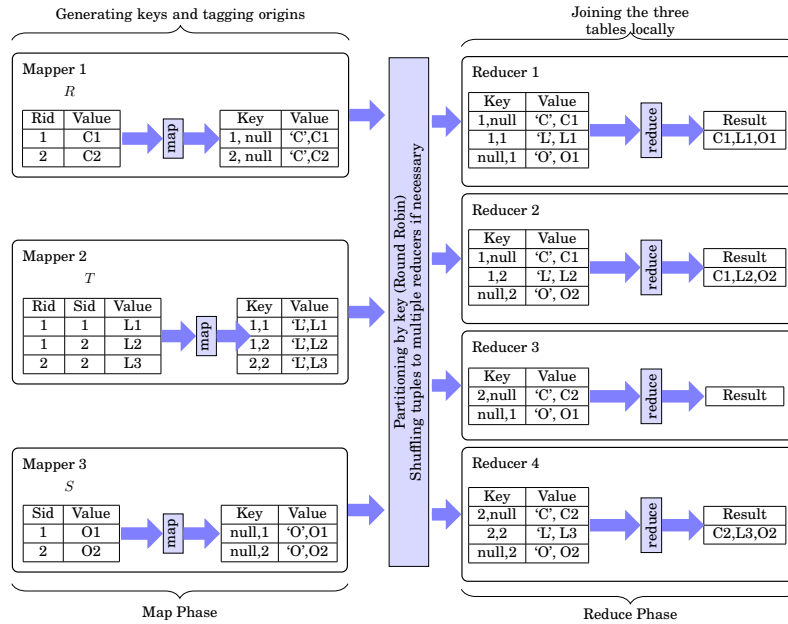 Generating keys and tagging origins
Joining the three
tables locally
Mapper 1
R
Rid Value
1 C1
2 C2
map
Key Value
1, null ‘C’,C1
2, null ‘C’,C2
Mapper 2
T
Rid Sid Value
1 1 L1
1 2 L2
2 2 L3
map
Key Value
1,1 ‘L’,L1
1,2 ‘L’,L2
2,2 ‘L’,L3
Mapper 3
S
Sid Value
1 O1
2 O2
map
Key Value
null,1 ‘O’,O1
null,2 ‘O’,O2
Map Phase
Partitioning by key (Round Robin)
Shuffling tuples to multiple reducers if necessary
Reducer 1
Key Value
1,null ‘C’, C1
1,1 ‘L’, L1
null,1 ‘O’, O1
reduce
Result
C1,L1,O1
Reducer 2
Key Value
1,null ‘C’, C1
1,2 ‘L’, L2
null,2 ‘O’, O2
reduce
Result
C1,L2,O2
Reducer 3
Key Value
2,null ‘C’, C2
null,1 ‘O’, O1
reduce
Result
Reducer 4
Key Value
2,null ‘C’, C2
2,2 ‘L’, L3
null,2 ‘O’, O2
reduce
Result
C2,L3,O2
Reduce Phase